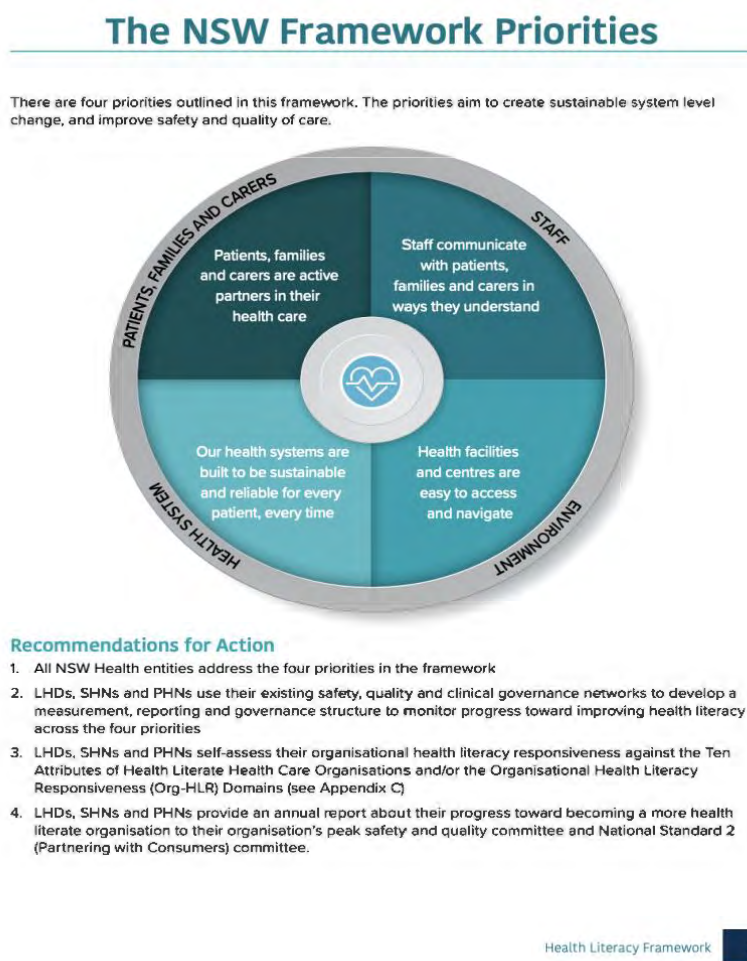 The NSW Framework Priorities
There are four priorities outlined in this framework. The priorities aim to create sustainable system level
change, and improve safety and quality of care.
PATIENTS, FAMILIES AND CARERS
STAFF
Patients, families
and carers are active
partners in their
health care
Staff communicate
with patients,
families and carers in
ways they understand
Our health systems are
built to be sustainable
and reliable for every
patient, every time
Health facilities
and centres are
easy to access
and navigate
HEALTH SYSTEM
ENVIRONMENT
Recommendations for Action
1. All NSW Health entities address the four priorities in the framework
2. LHDs, SHNs and PHNs use their existing safety, quality and clinical governance networks to develop a
measurement, reporting and governance structure to monitor progress toward improving health literacy
across the four priorities
3. LHDs, SHNs and PHNs self-assess their organisational health literacy responsiveness against the Ten
Attributes of Health Literate Health Care Organisations and/or the Organisational Health Literacy
Responsiveness (Org-HLR) Domains (see Appendix C)
4. LHDs, SHNs and PHNs provide an annual report about their progress toward becoming a more health
literate organisation to their organisation's peak safety and quality committee and National Standard 2
(Partnering with Consumers) committee.
Health Literacy Framework